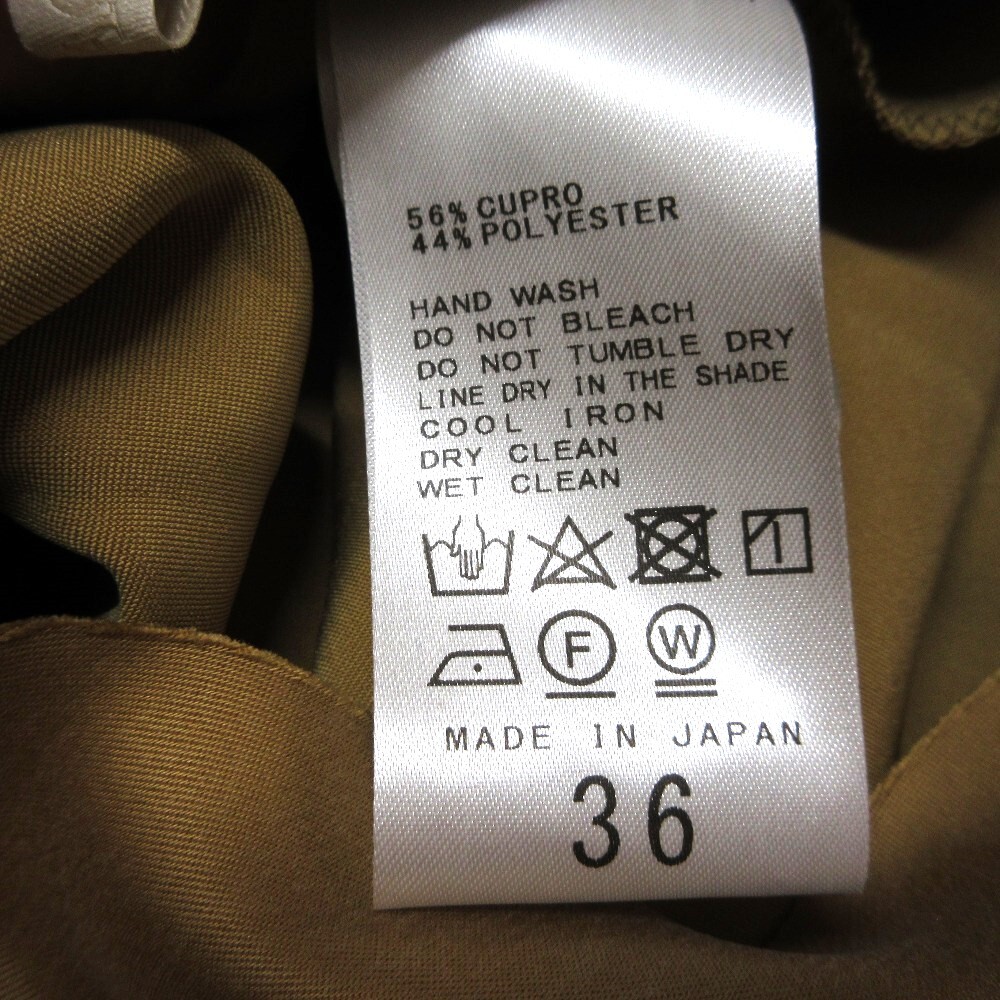 56% CUPRO
44% POLYESTER
HAND WASH
DO NOT BLEACH
DO NOT TUMBLE DRY
LINE DRY IN THE SHADE
COOL IRON
DRY CLEAN
WET CLEAN
F W
MADE IN JAPAN
36